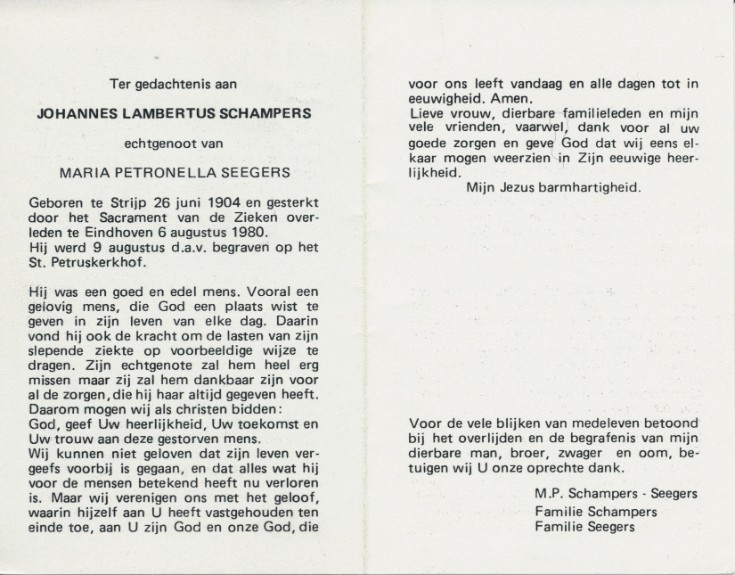 Ter gedachtenis aan
JOHANNES LAMBERTUS SCHAMPERS
echtgenoot van
MARIA PETRONELLA SEEGERS
Geboren te Strijp 26 juni 1904 en gesterkt
door het Sacrament van de Zieken over-
leden te Eindhoven 6 augustus 1980.
Hij werd 9 augustus d.a.v. begraven op het
St. Petruskerkhof.
Hij was een goed en edel mens. Vooral een
gelovig mens, die God een plaats wist te
geven in zijn leven van elke dag. Daarin
vond hij ook de kracht om de lasten van zijn
slepende ziekte op voorbeeldige wijze te
dragen. Zijn echtgenote zal hem heel erg
missen maar zij zal hem dankbaar zijn voor
al de zorgen, die hij haar altijd gegeven heeft.
Daarom mogen wij als christen bidden:
God, geef Uw heerlijkheid, Uw toekomst en
Uw trouw aan deze gestorven mens.
Wij kunnen niet geloven dat zijn leven ver-
geefs voorbij is gegaan, en dat alles wat hij
voor de mensen betekend heeft nu verloren
is. Maar wij verenigen ons met het geloof,
waarin hijzelf aan U heeft vastgehouden ten
einde toe, aan U zijn God en onze God, die
voor ons leeft vandaag en alle dagen tot in
eeuwigheid. Amen.
Lieve vrouw, dierbare familieleden en mijn
vele vrienden, vaarwel, dank voor al uw
goede zorgen en geve God dat wij eens el-
kaar mogen weerzien in Zijn eeuwige heer-
lijkheid.
Mijn Jezus barmhartigheid.
Voor de vele blijken van medeleven betoond
bij het overlijden en de begrafenis van mijn
dierbare man, broer, zwager en oom, be-
tuigen wij U onze oprechte dank.
M.P. Schampers - Seegers
Familie Schampers
Familie Seegers